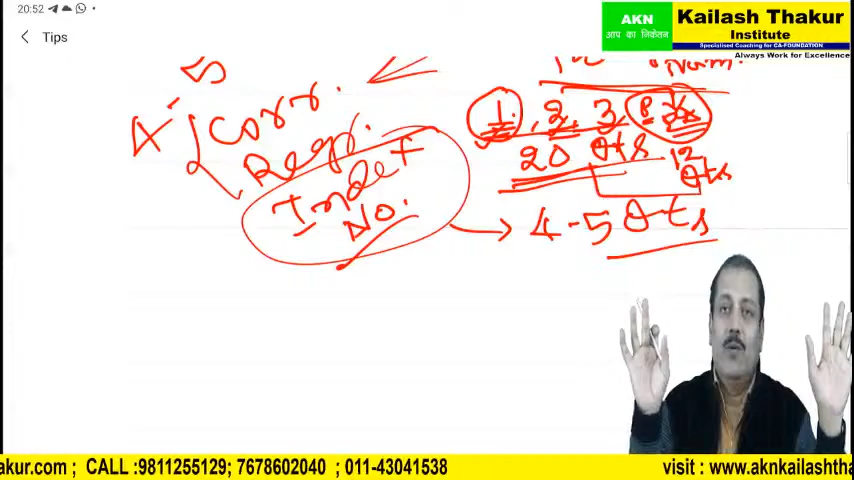 20:52
Tips
AKN
आप का निकेतन
Kailash Thakur
Institute
Specialised Coaching for CA-FOUNDATION
Always Work for Excellence
4-5
Corr.
Regr.
Index
No.
1, 2, 3,
20 Qts
12
Qts
4-5 Qts
akur.com ; CALL :9811255129; 7678602040 ; 011-43041538
visit : www.aknkailashtha